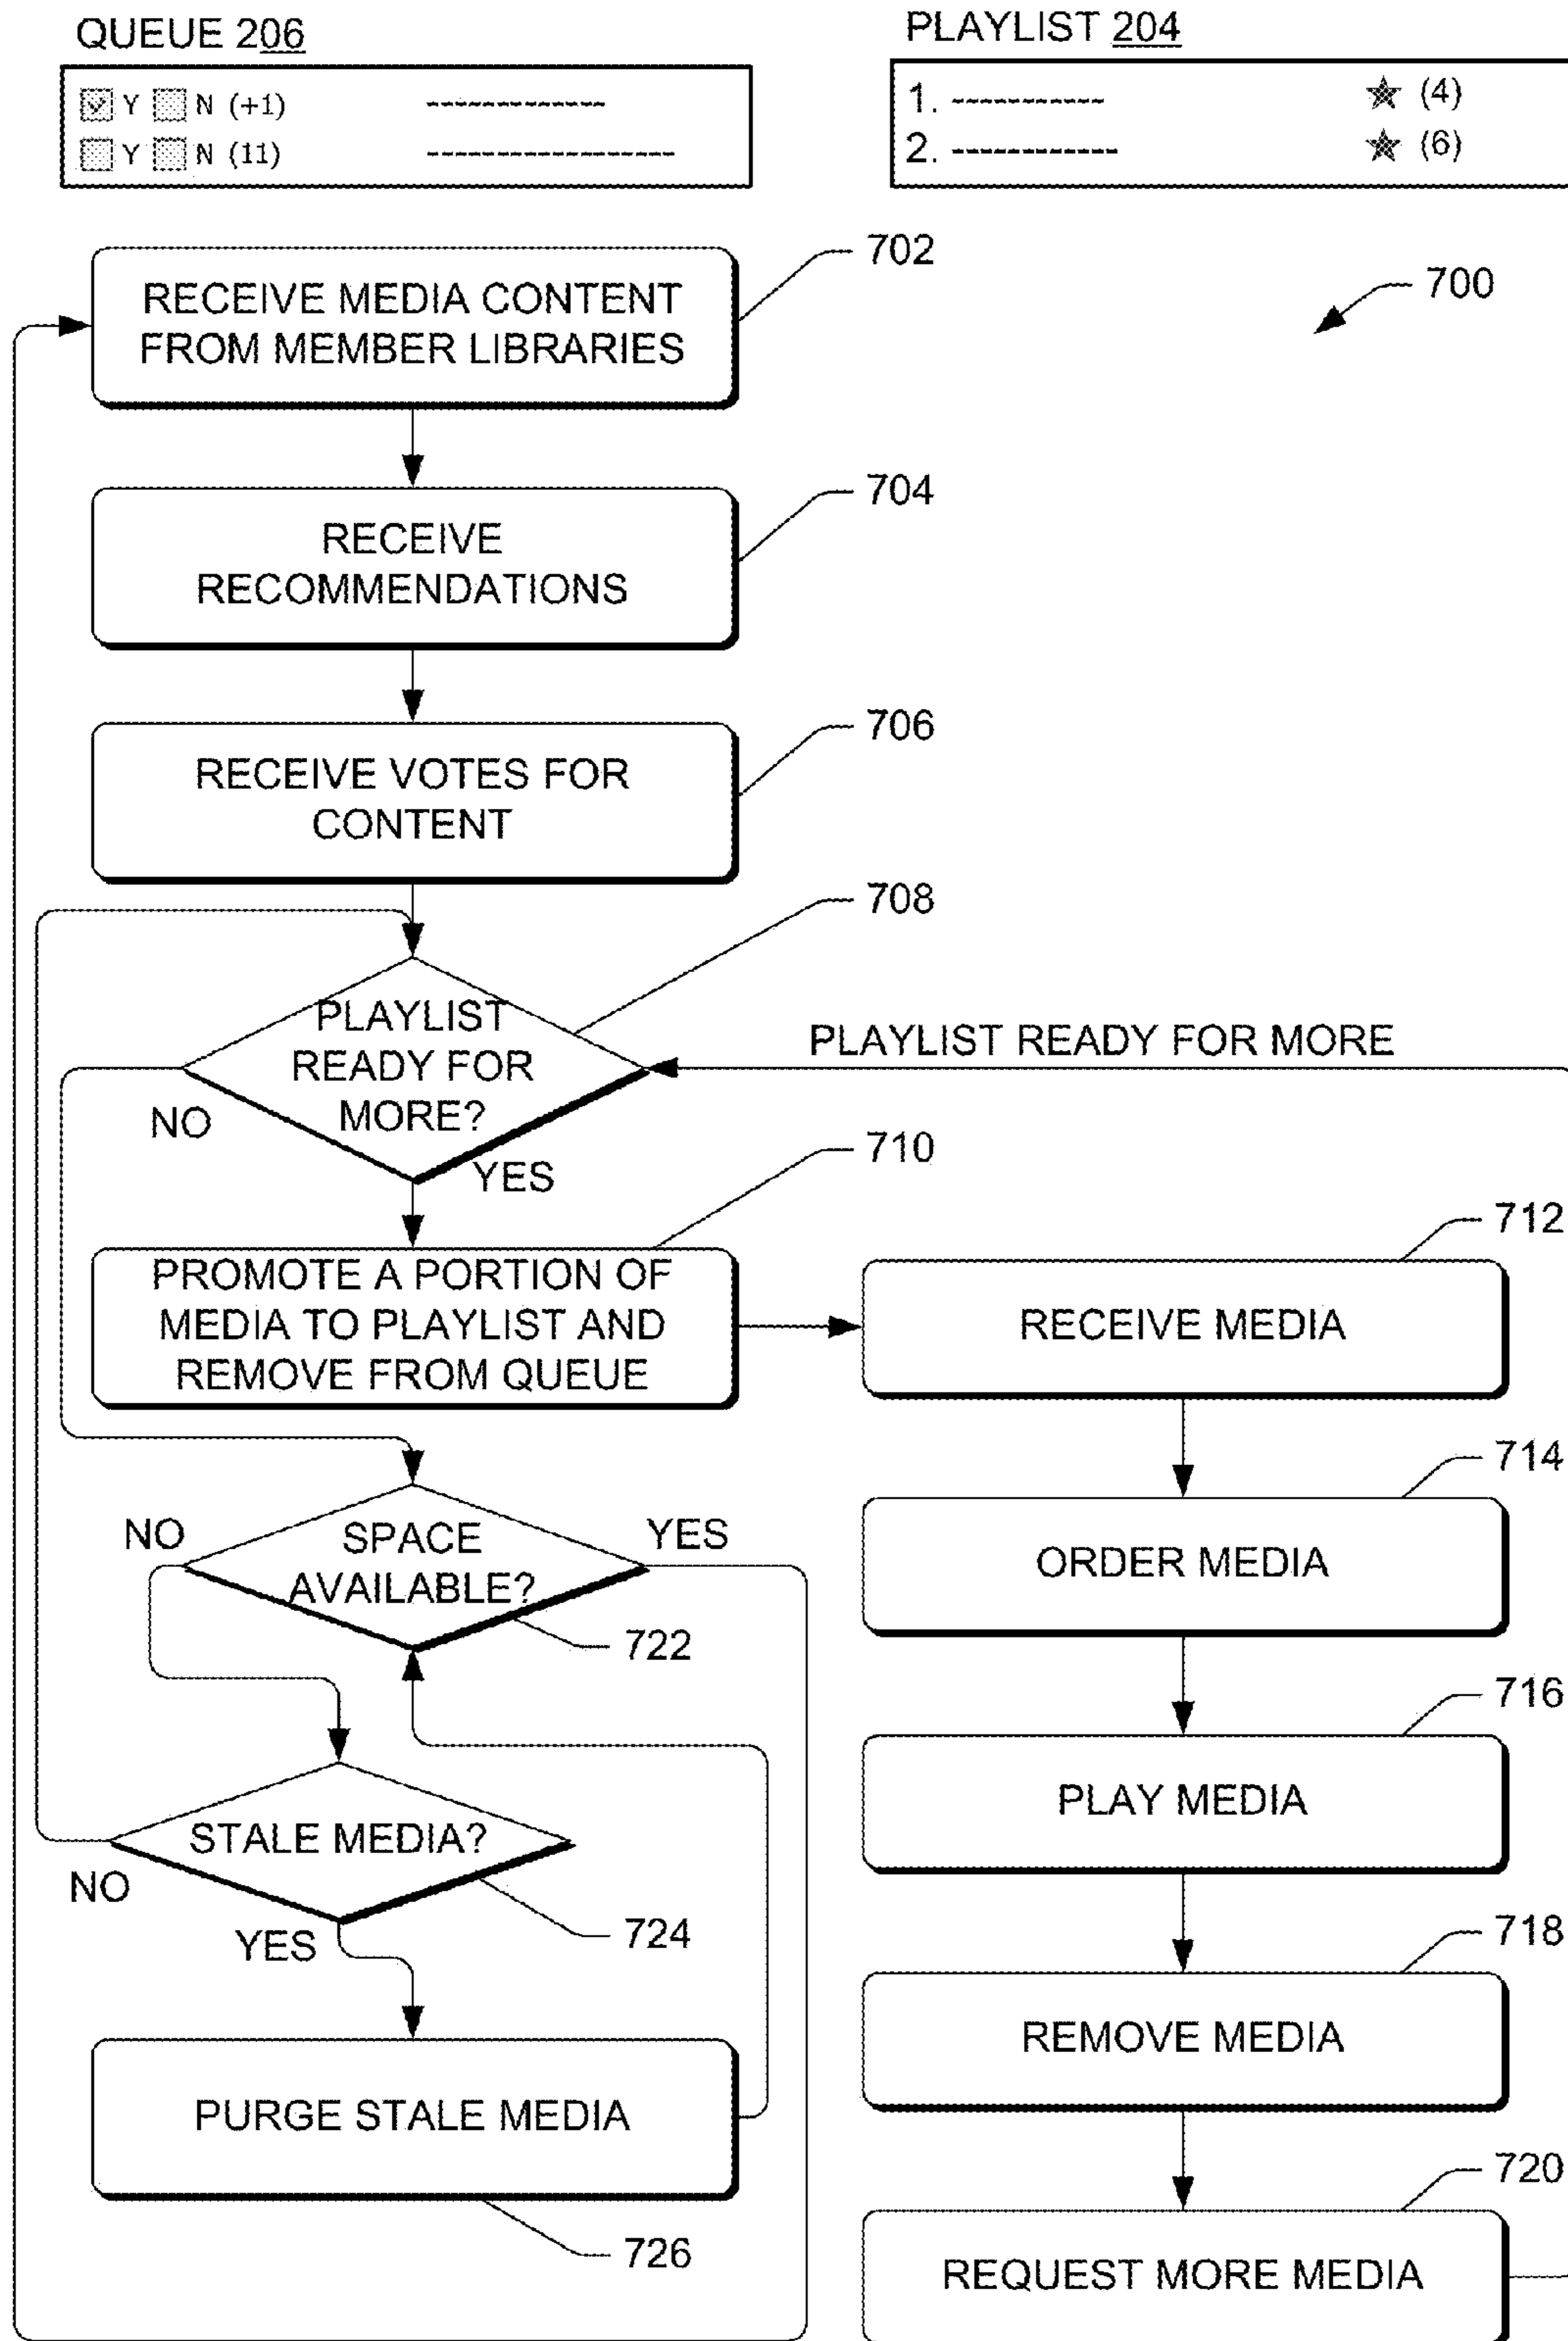 QUEUE 206
Y N (+1) -----------
Y N (11) ---------------
PLAYLIST 204
1. ---------- (4)
2. ----------- (6)
702
RECEIVE MEDIA CONTENT
FROM MEMBER LIBRARIES
700
704
RECEIVE
RECOMMENDATIONS
706
RECEIVE VOTES FOR
CONTENT
708
PLAYLIST
READY FOR
MORE?
PLAYLIST READY FOR MORE
NO
YES
710
PROMOTE A PORTION OF
MEDIA TO PLAYLIST AND
REMOVE FROM QUEUE
712
RECEIVE MEDIA
714
ORDER MEDIA
NO
SPACE
AVAILABLE?
YES
722
716
PLAY MEDIA
STALE MEDIA?
NO
YES
724
718
REMOVE MEDIA
PURGE STALE MEDIA
726
720
REQUEST MORE MEDIA